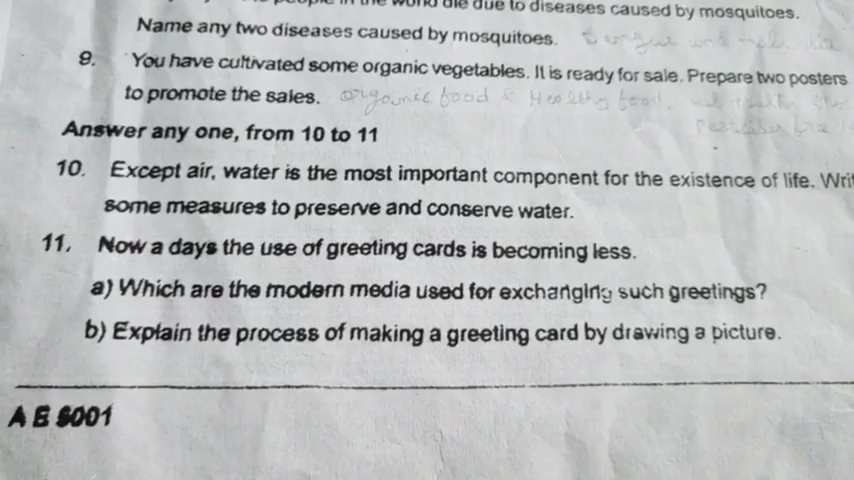 in the world die due to diseases caused by mosquitoes.
Name any two diseases caused by mosquitoes.
9. You have cultivated some organic vegetables. It is ready for sale. Prepare two posters
to promote the sales. food Healthy food
Answer any one, from 10 to 11
10. Except air, water is the most important component for the existence of life. Writ
some measures to preserve and conserve water.
11. Now a days the use of greeting cards is becoming less.
a) Which are the modern media used for exchanging such greetings?
b) Explain the process of making a greeting card by drawing a picture.
A E 5001